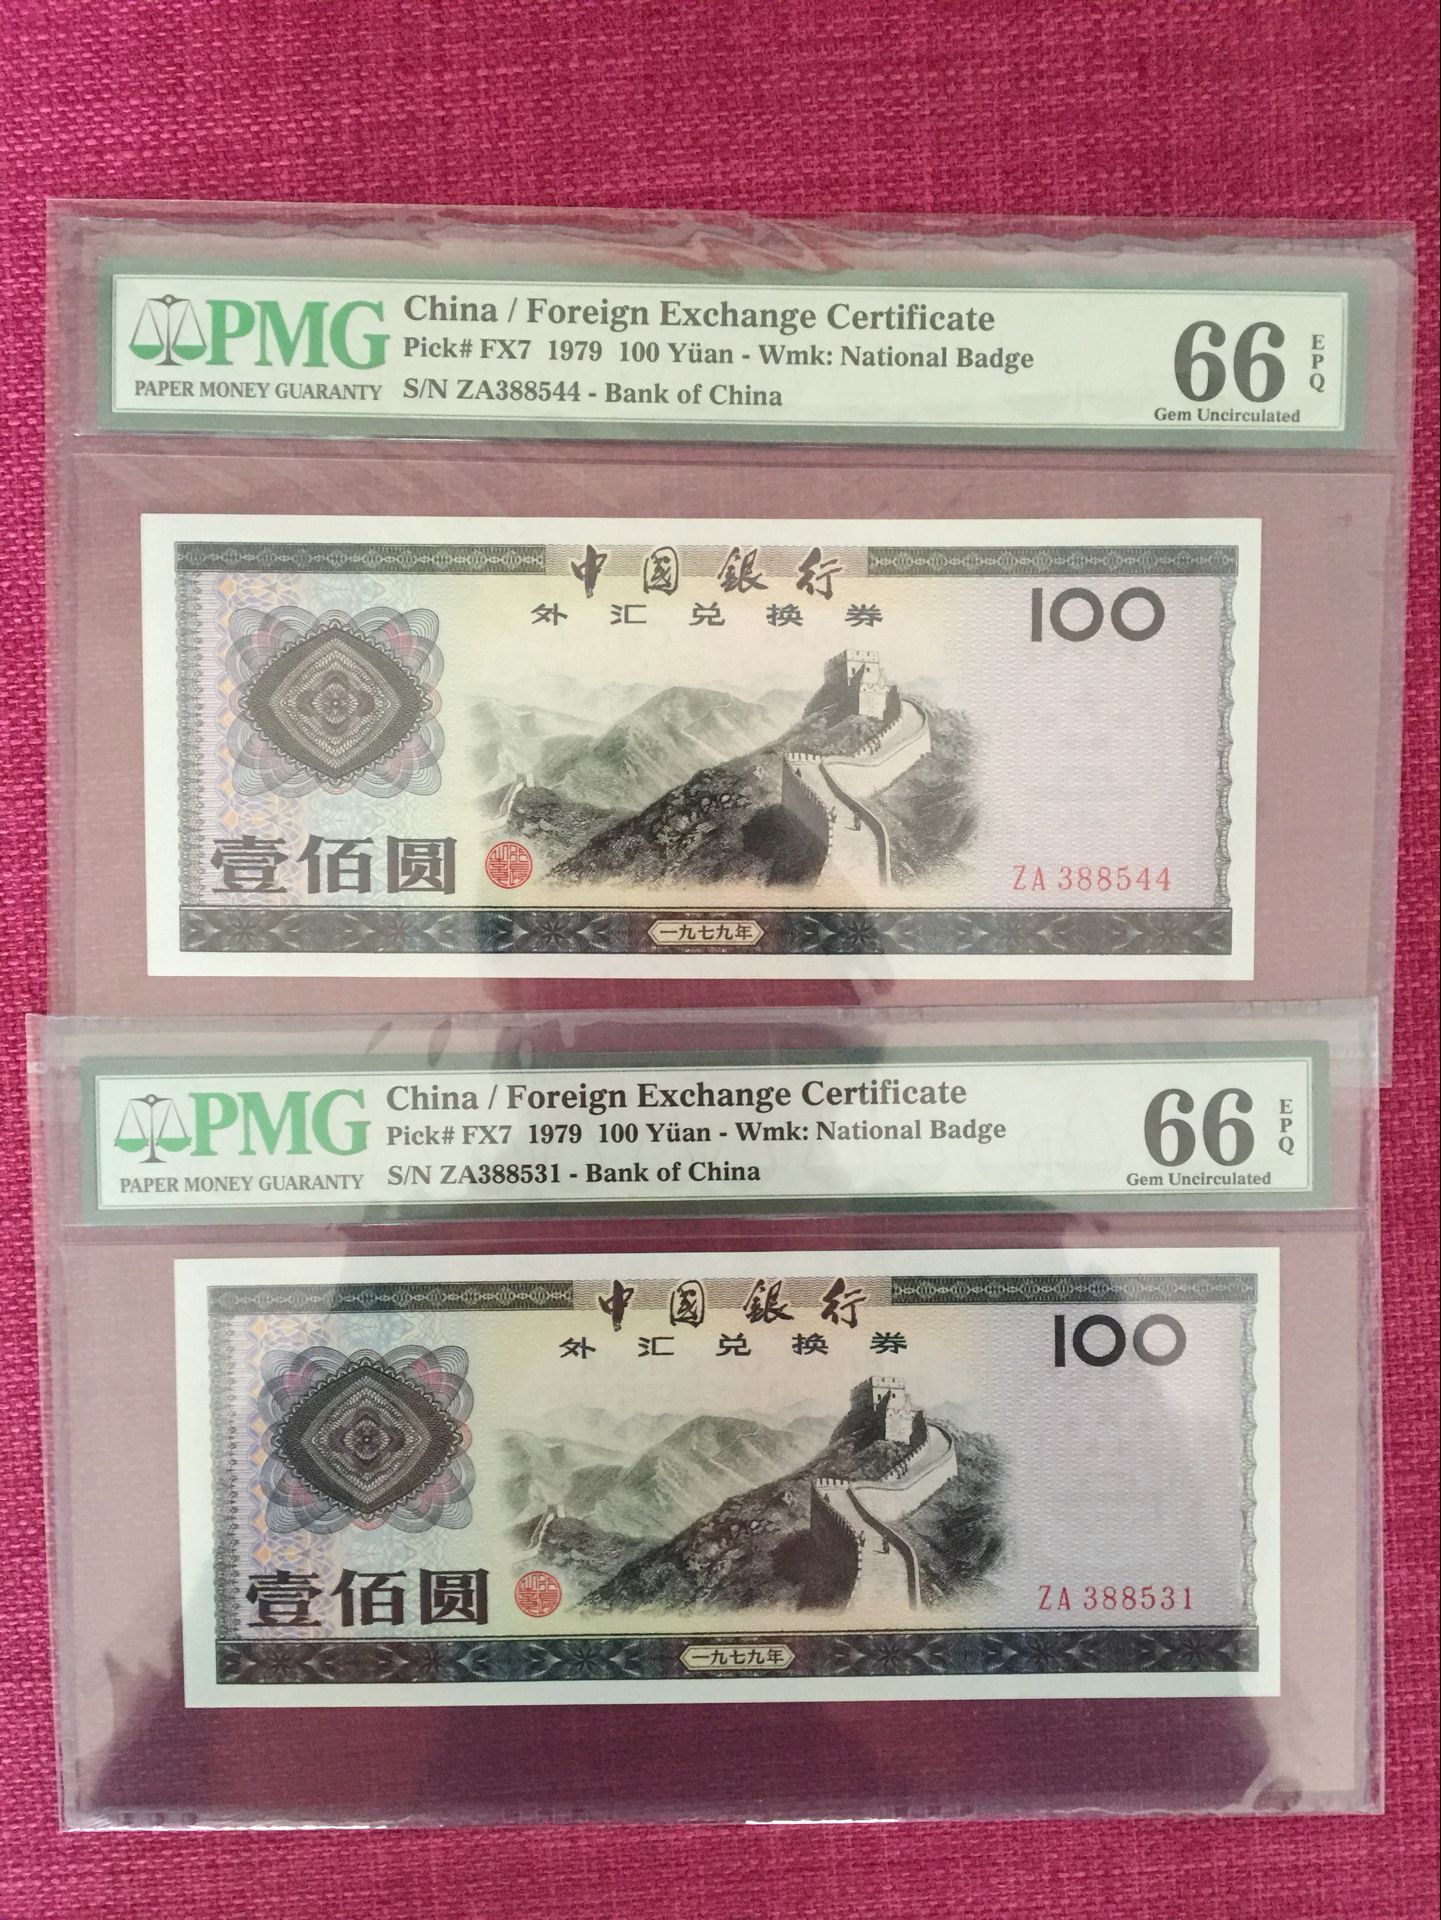 PMG
PAPER MONEY GUARANTY
China / Foreign Exchange Certificate
Pick# FX7 1979 100 Yüan - Wmk: National Badge
S/N ZA388544 - Bank of China
66
EPQ
Gem Uncirculated
中國銀行
外汇兑换券
100
壹佰圆
ZA 388544
一九七九年
PMG
PAPER MONEY GUARANTY
China / Foreign Exchange Certificate
Pick# FX7 1979 100 Yüan - Wmk: National Badge
S/N ZA388531 - Bank of China
66
EPQ
Gem Uncirculated
中國銀行
外汇兑换券
100
壹佰圆
ZA 388531
一九七九年